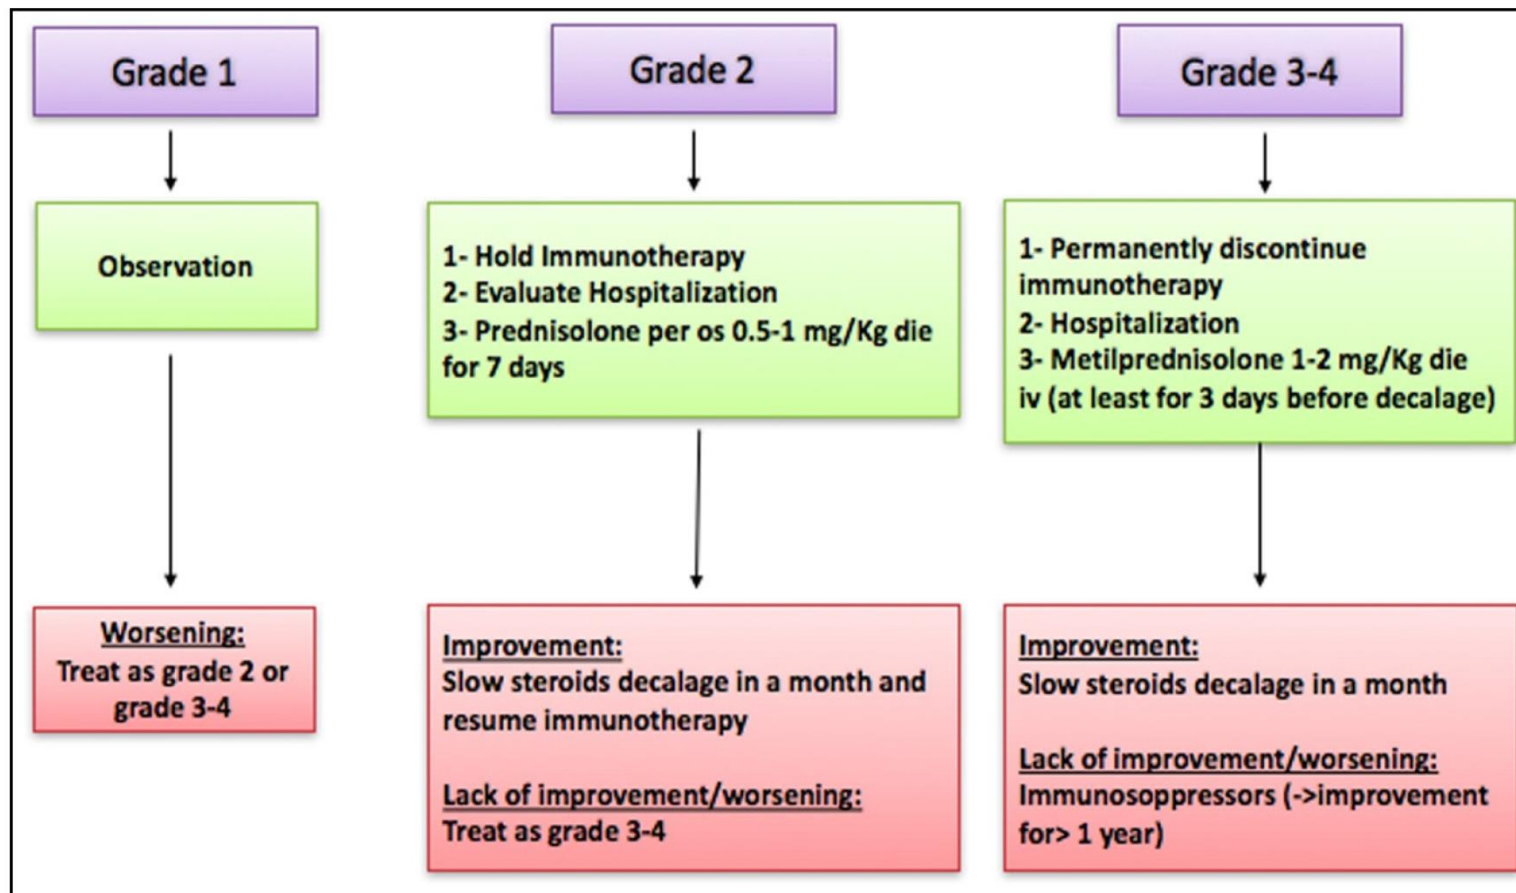 Grade 1
Observation
Worsening:
Treat as grade 2 or
grade 3-4
Grade 2
1- Hold Immunotherapy
2- Evaluate Hospitalization
3- Prednisolone per os 0.5-1 mg/Kg die
for 7 days
Improvement:
Slow steroids decalage in a month and
resume immunotherapy
Lack of improvement/worsening:
Treat as grade 3-4
Grade 3-4
1- Permanently discontinue
immunotherapy
2- Hospitalization
3- Metilprednisolone 1-2 mg/Kg die
iv (at least for 3 days before decalage)
Improvement:
Slow steroids decalage in a month
Lack of improvement/worsening:
Immunosoppressors (->improvement
for> 1 year)